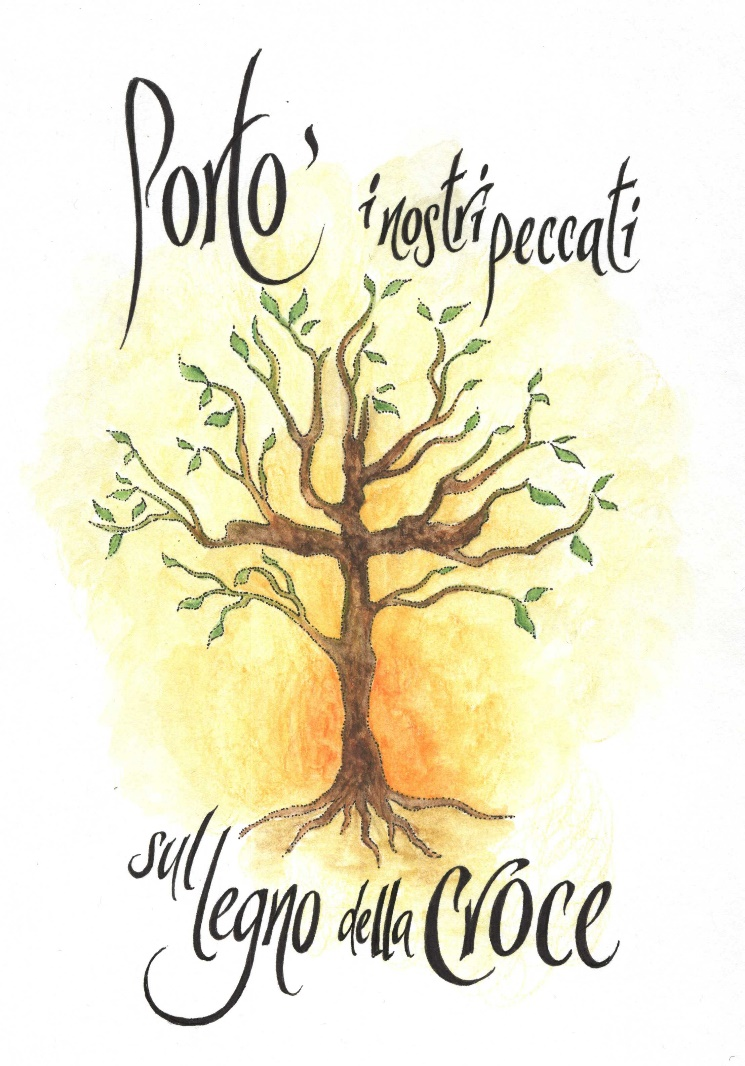 Portò i nostri peccati
sul legno della Croce